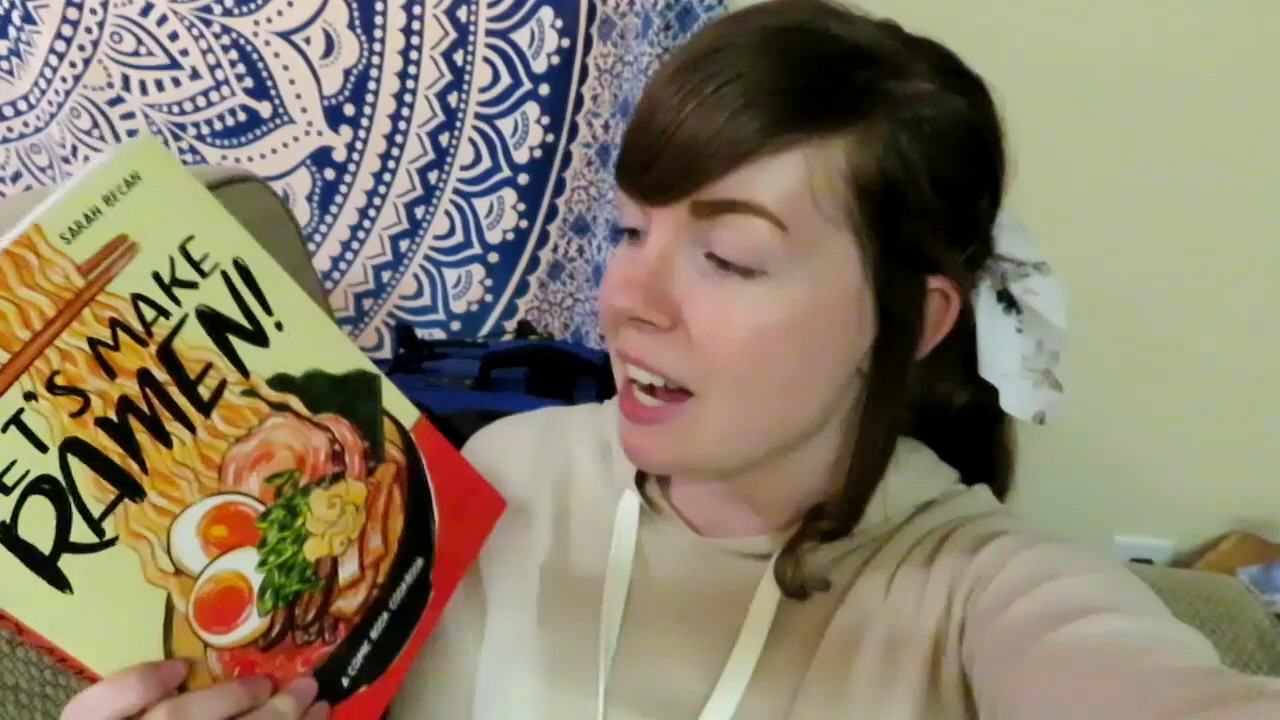 SARAH BECAN
ET'S MAKE
RAMEN!
A COMIC BOOK COOKBOOK